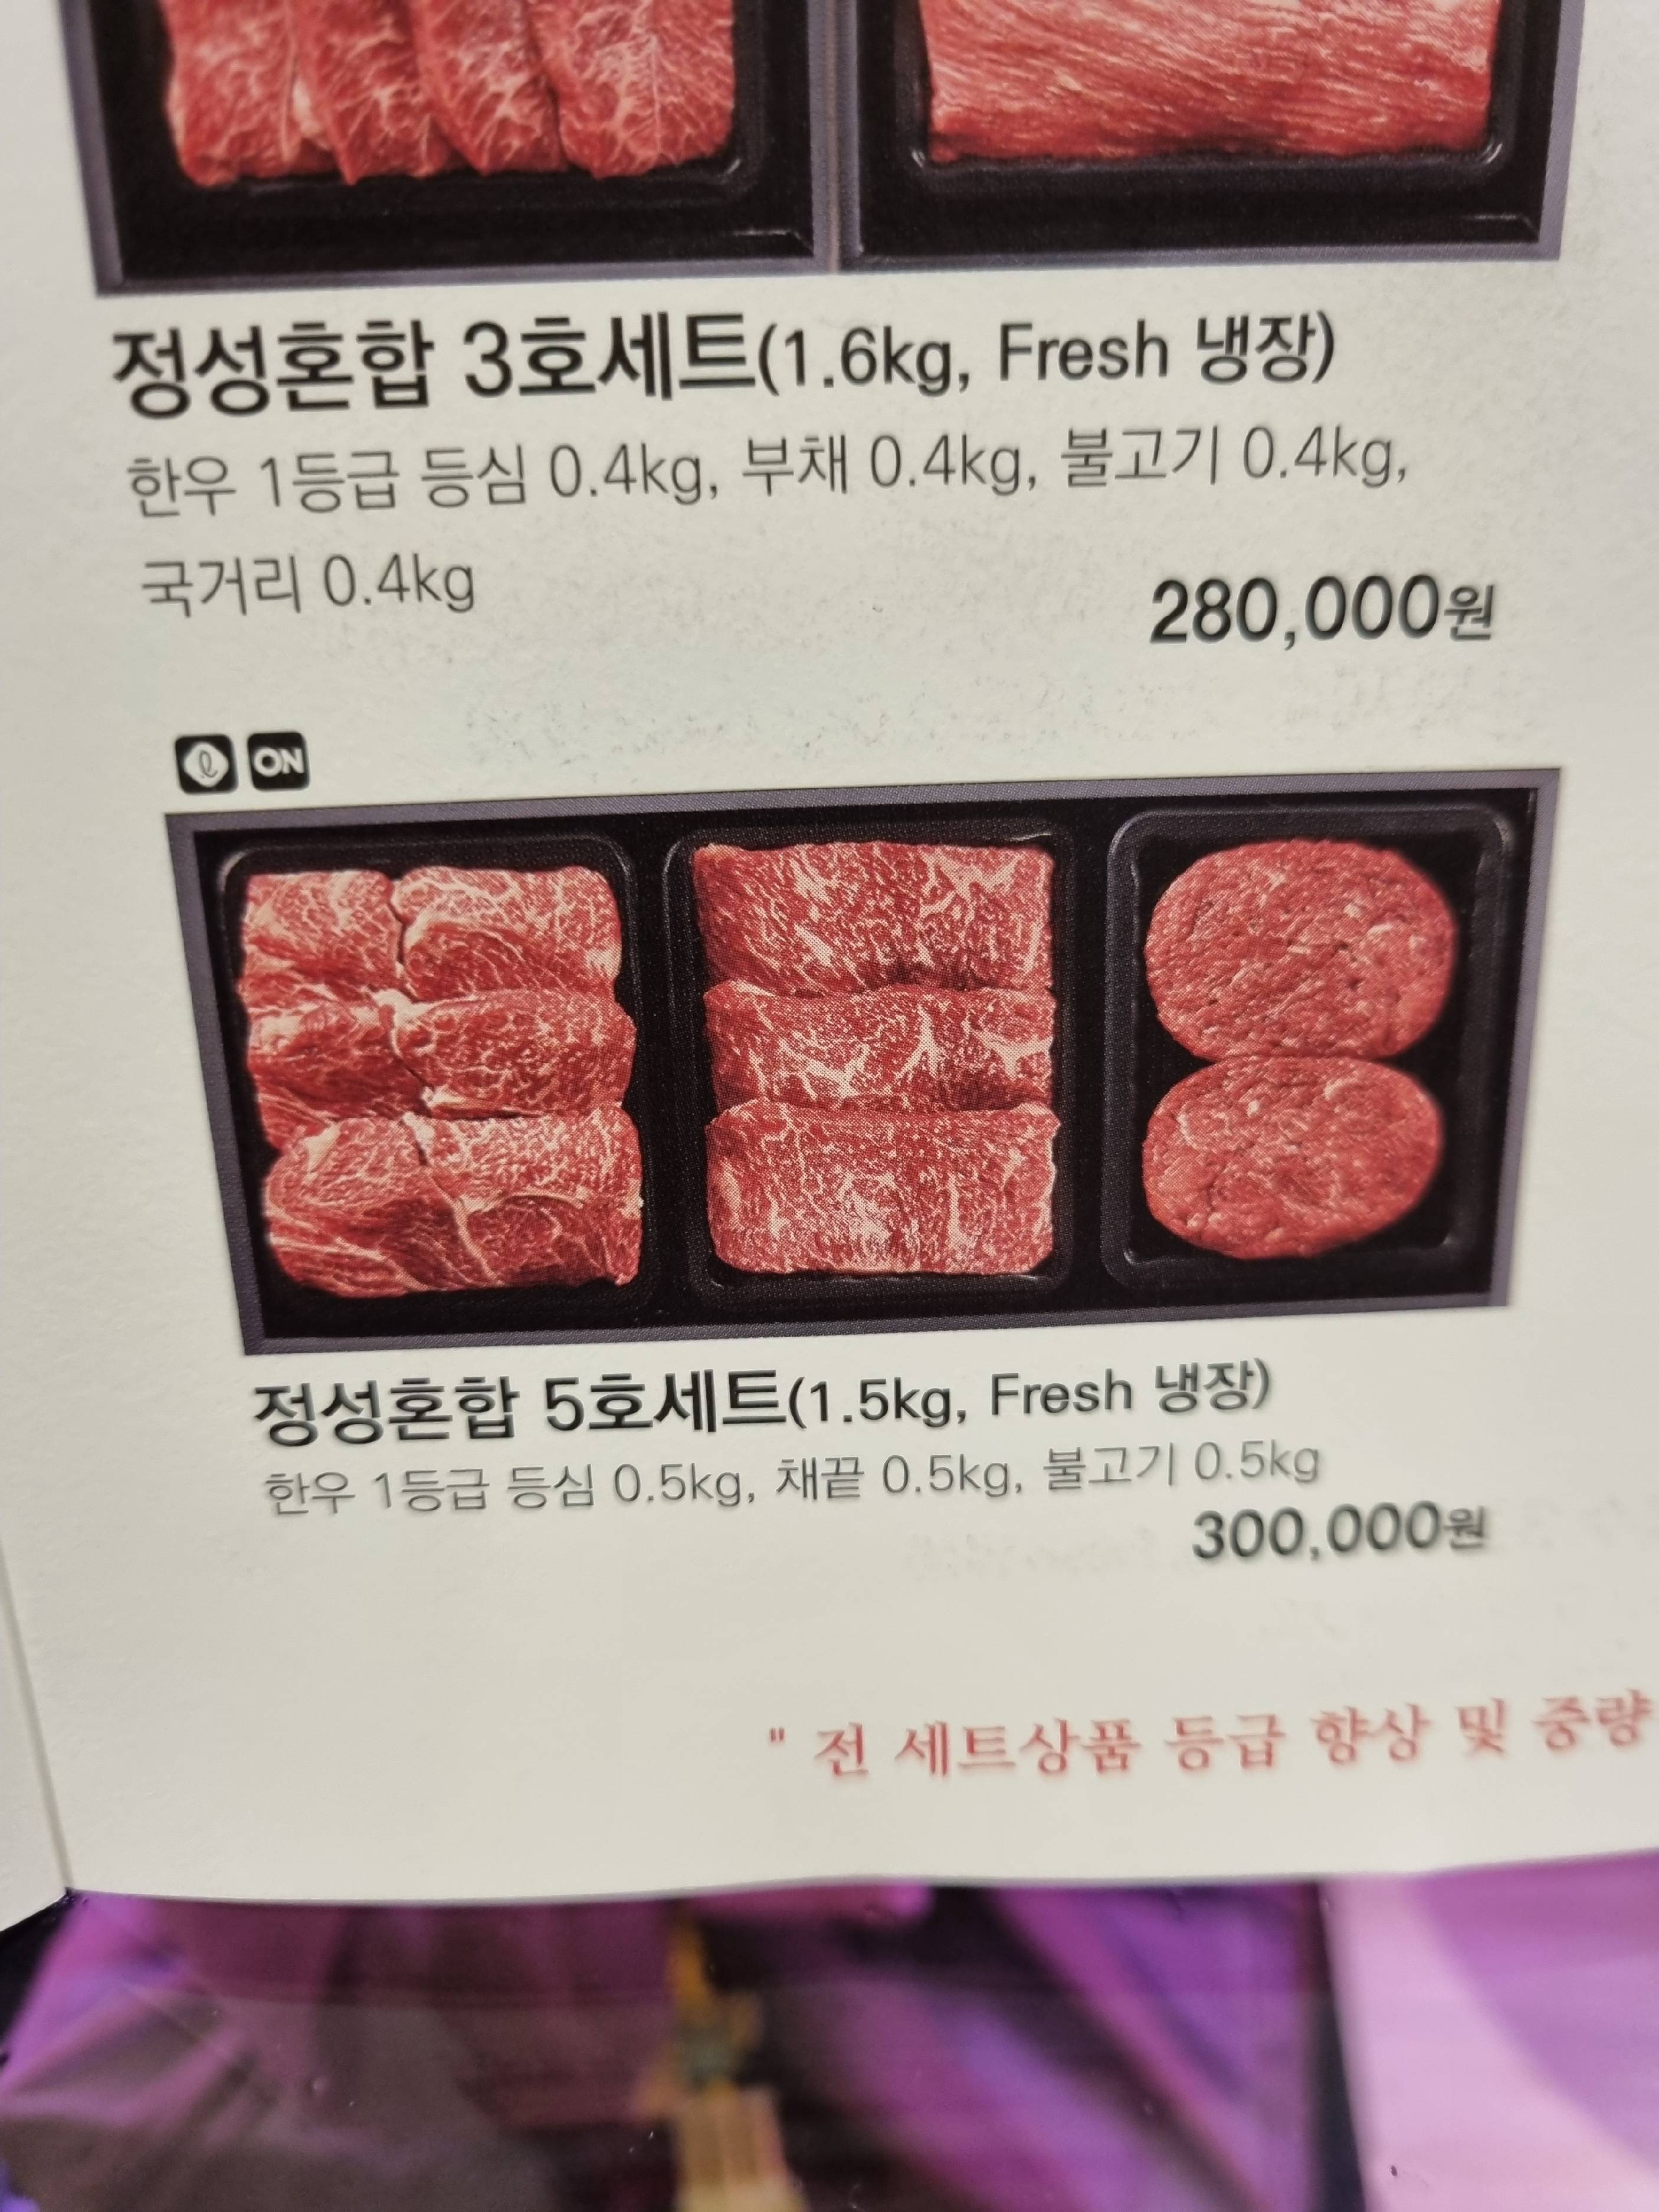 정성혼합 3호세트(1.6kg, Fresh 냉장)
한우 1등급 등심 0.4kg, 부채 0.4kg, 불고기 0.4kg,
국거리 0.4kg
280,000원
ON
정성혼합 5호세트(1.5kg, Fresh 냉장)
한우 1등급 등심 0.5kg, 채끝 0.5kg, 불고기 0.5kg
300,000원
" 전 세트상품 등급 향상 및 중량